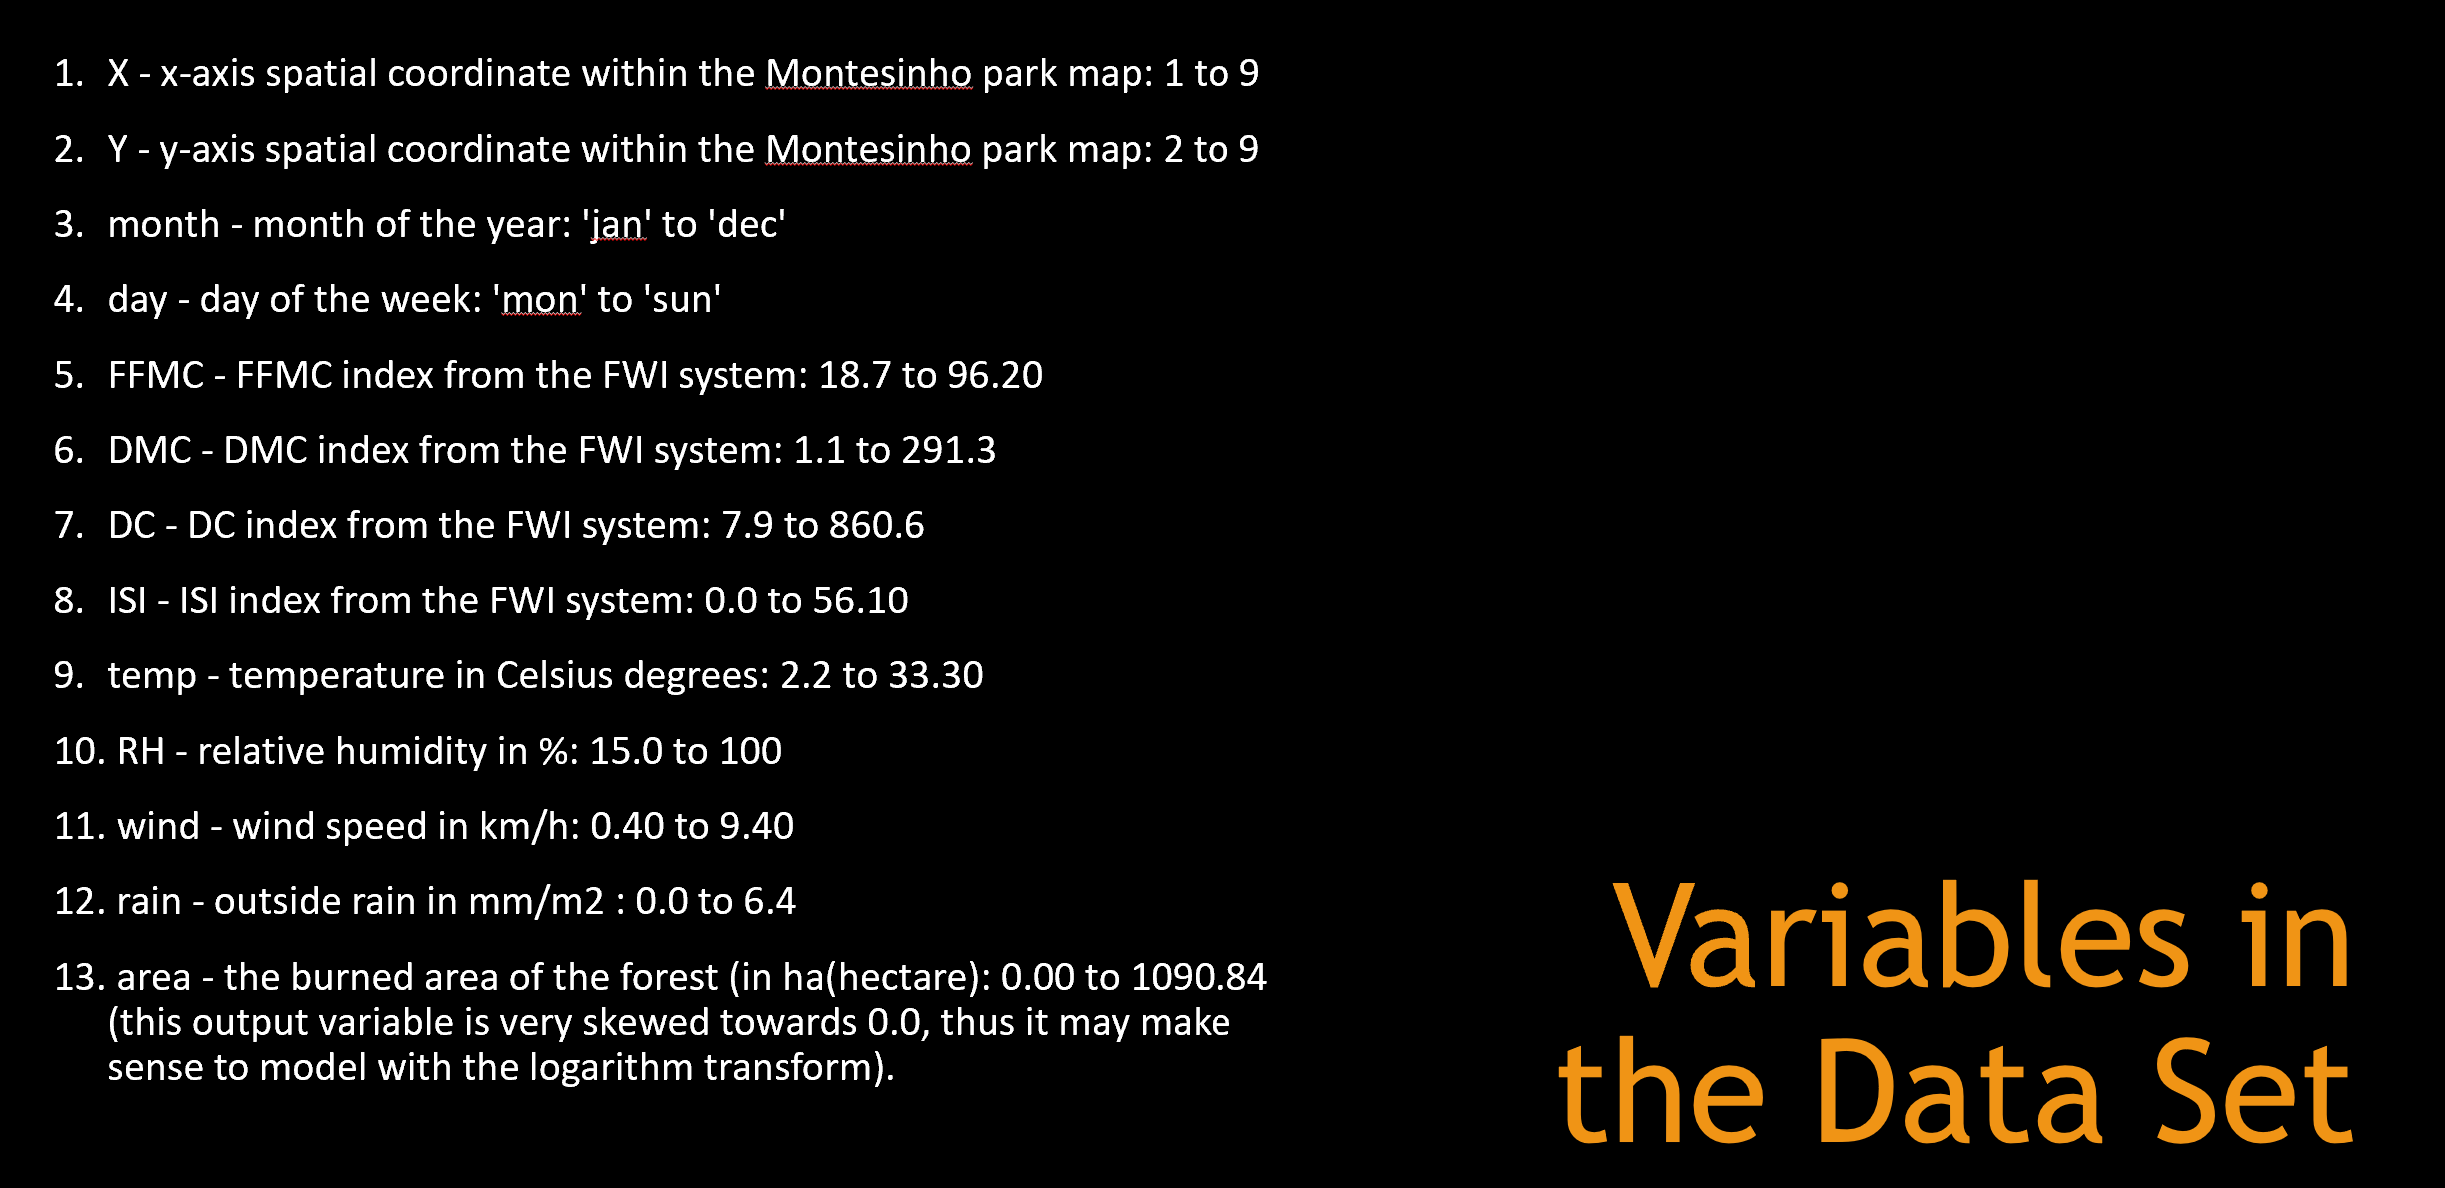 1. X - x-axis spatial coordinate within the Montesinho park map: 1 to 9
2. Y - y-axis spatial coordinate within the Montesinho park map: 2 to 9
3. month - month of the year: 'jan' to 'dec'
4. day - day of the week: 'mon' to 'sun'
5. FFMC - FFMC index from the FWI system: 18.7 to 96.20
6. DMC - DMC index from the FWI system: 1.1 to 291.3
7. DC - DC index from the FWI system: 7.9 to 860.6
8. ISI - ISI index from the FWI system: 0.0 to 56.10
9. temp - temperature in Celsius degrees: 2.2 to 33.30
10. RH - relative humidity in %: 15.0 to 100
11. wind - wind speed in km/h: 0.40 to 9.40
12. rain - outside rain in mm/m2 : 0.0 to 6.4
13. area - the burned area of the forest (in ha(hectare): 0.00 to 1090.84
(this output variable is very skewed towards 0.0, thus it may make
sense to model with the logarithm transform).
Variables in
the Data Set